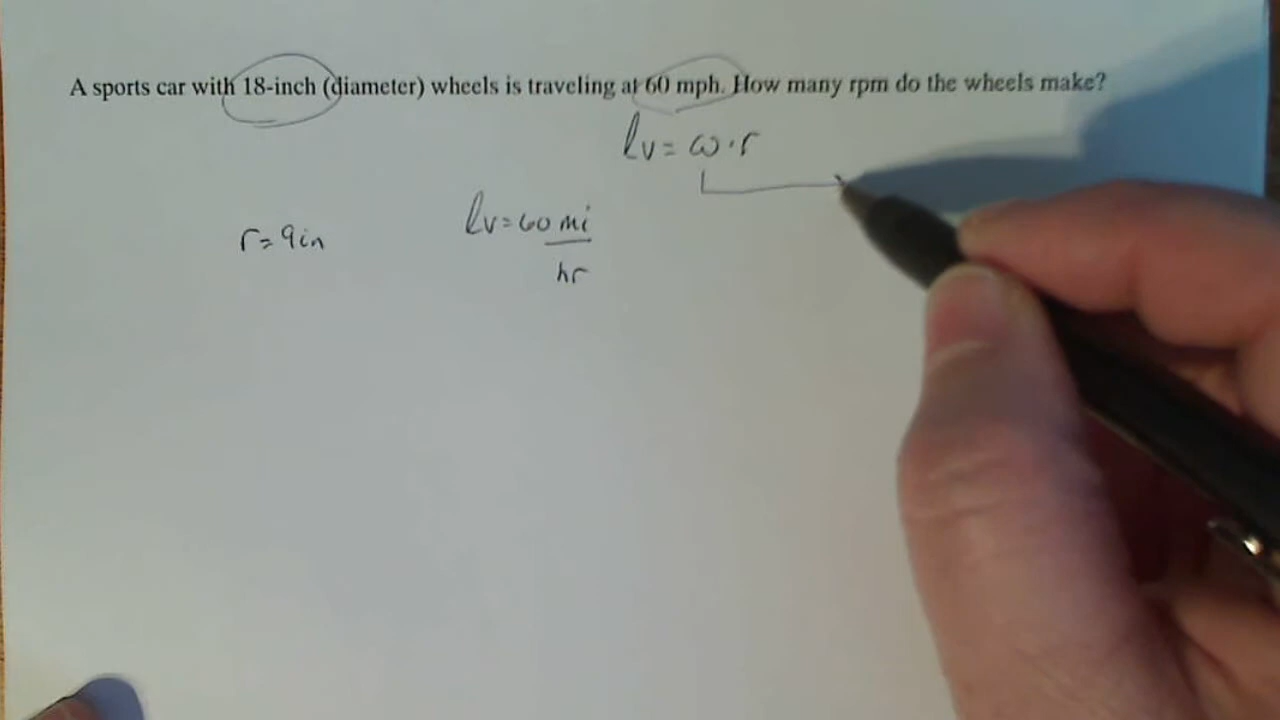 A sports car with 18-inch (diameter) wheels is traveling at 60 mph. How many rpm do the wheels make?
lv = ω · r
r = 9in
lv = 60 mi
hr